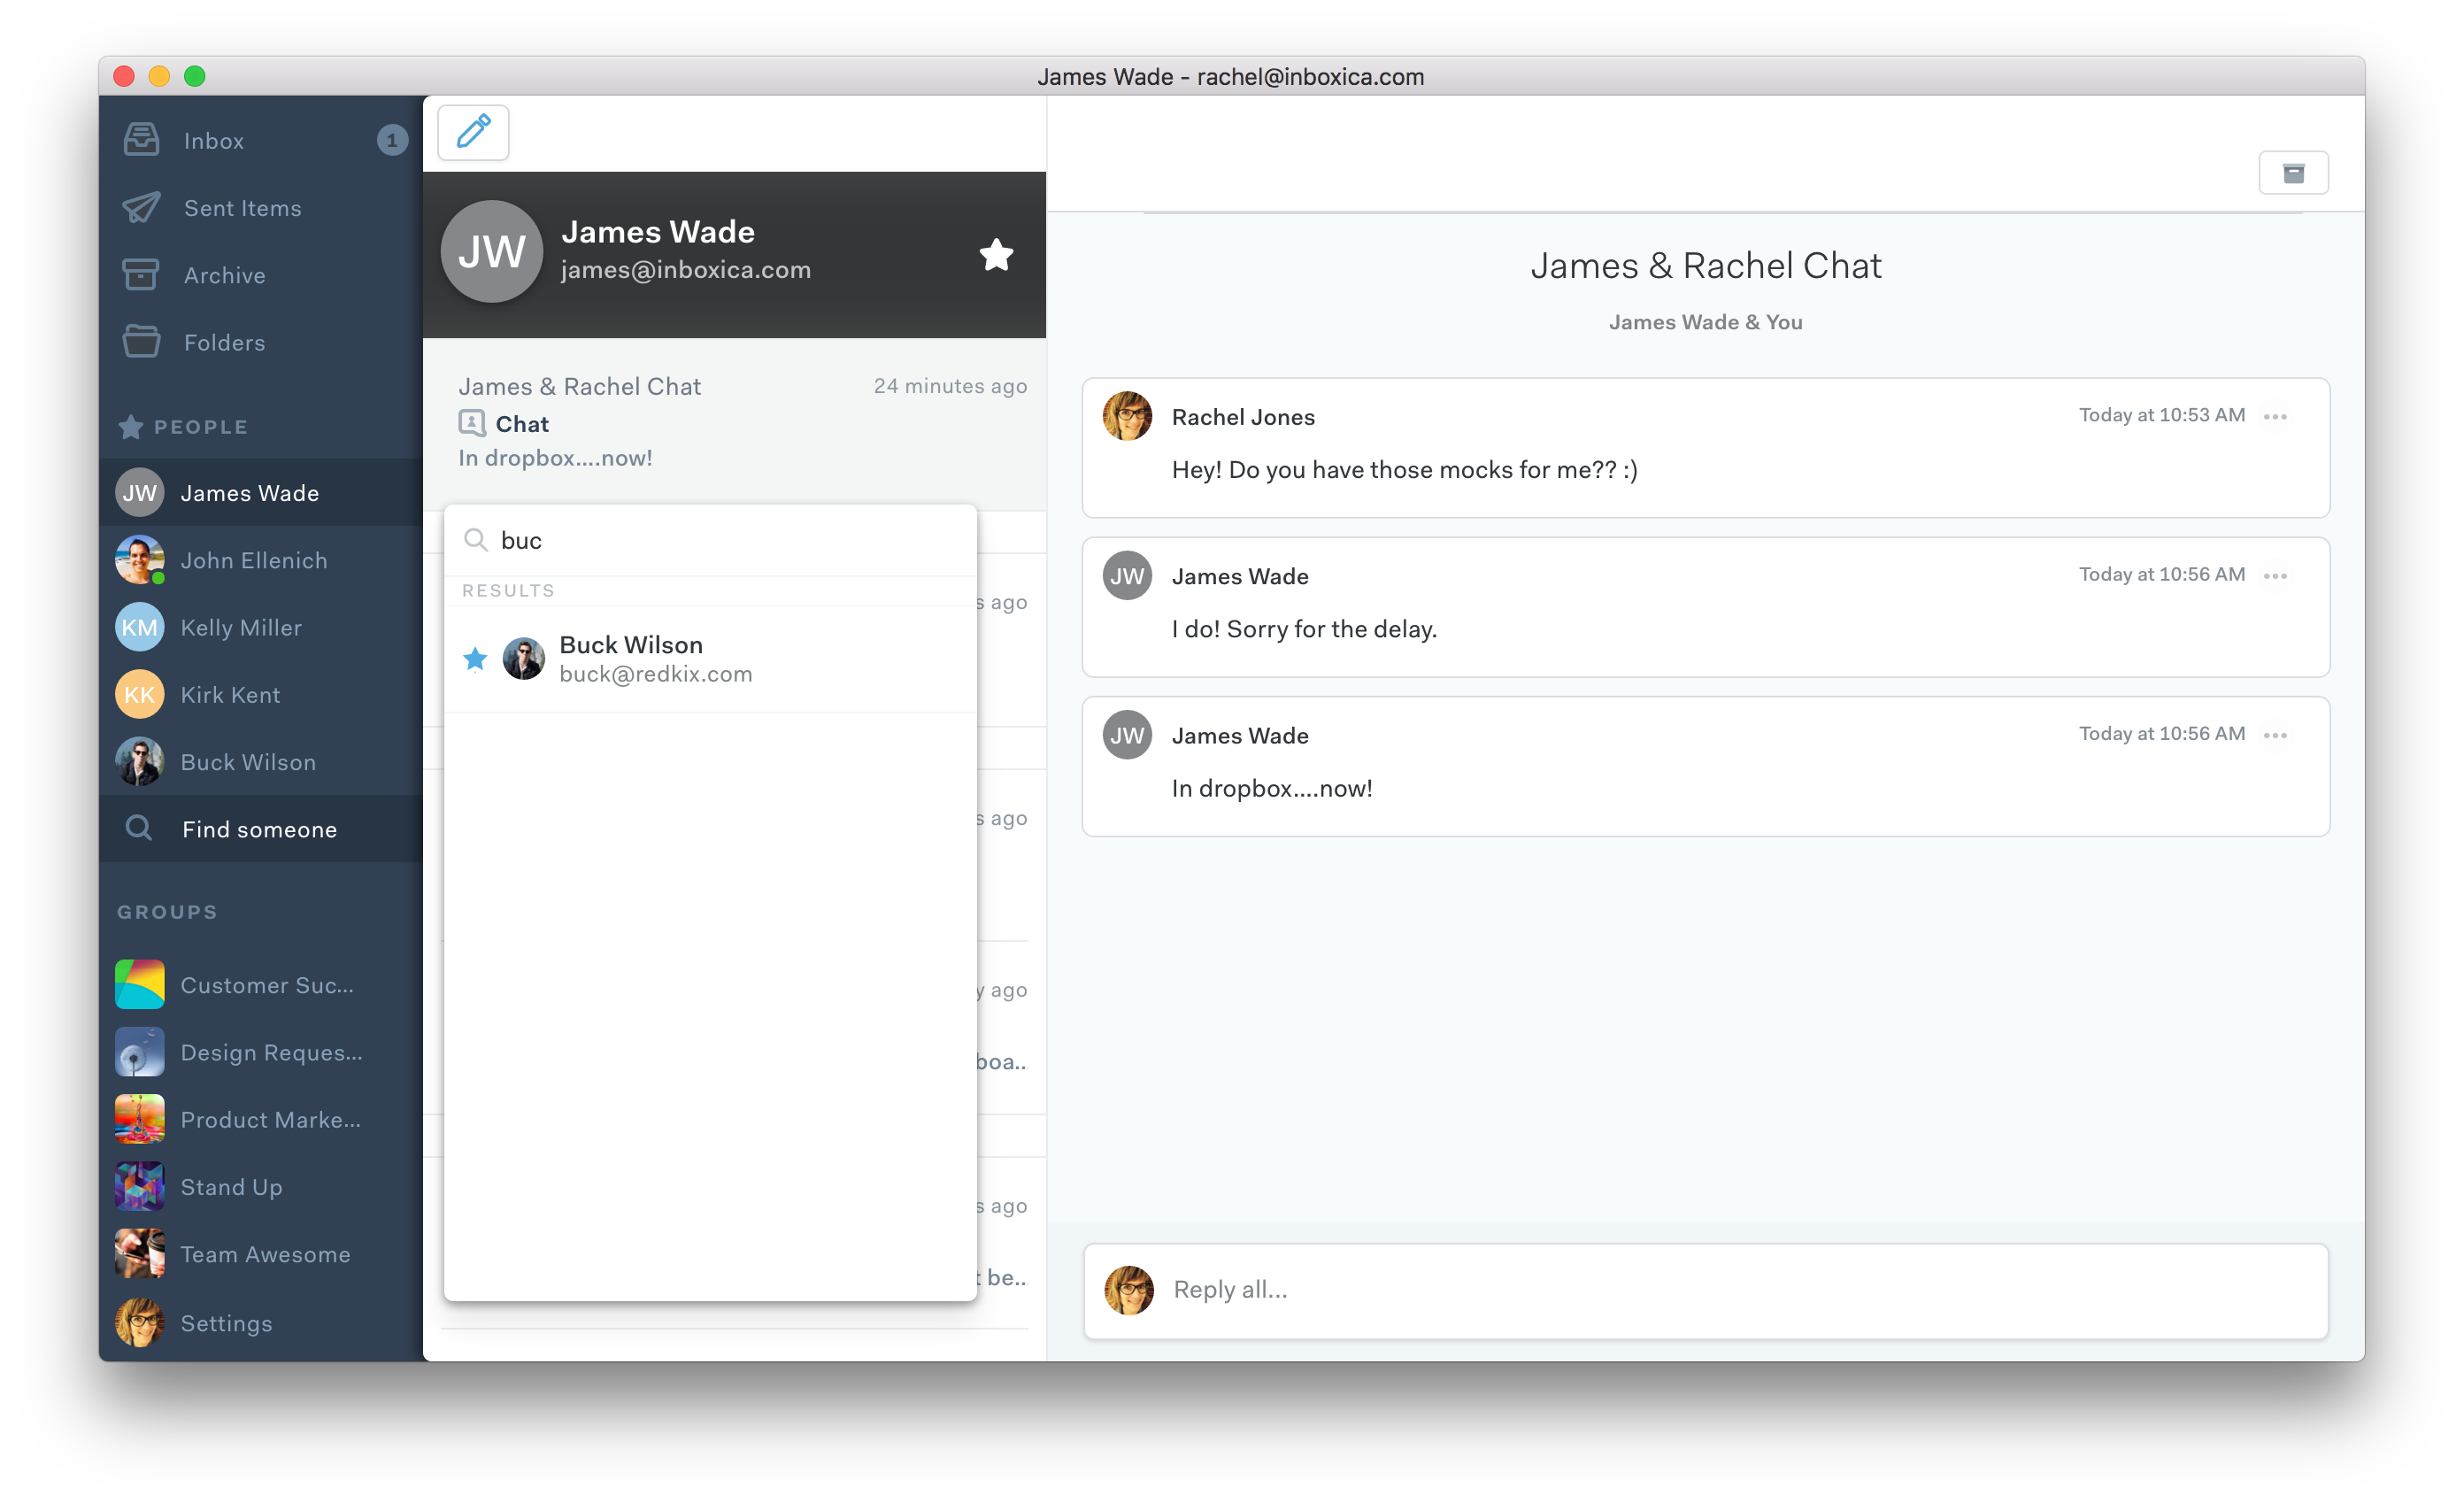 James Wade - rachel@inboxica.com
Inbox
1
Sent Items
Archive
Folders
PEOPLE
JW James Wade
John Ellenich
KM Kelly Miller
KK Kirk Kent
Buck Wilson
Find someone
GROUPS
Customer Suc...
Design Reques...
Product Marke...
Stand Up
Team Awesome
Settings
JW
James Wade
james@inboxica.com
James & Rachel Chat
24 minutes ago
Chat
In dropbox....now!
buc
RESULTS
Buck Wilson
buck@redkix.com
s ago
s ago
y ago
boa..
s ago
t be..
James & Rachel Chat
James Wade & You
Rachel Jones
Today at 10:53 AM
Hey! Do you have those mocks for me?? :)
JW
James Wade
Today at 10:56 AM
I do! Sorry for the delay.
JW
James Wade
Today at 10:56 AM
In dropbox....now!
Reply all...